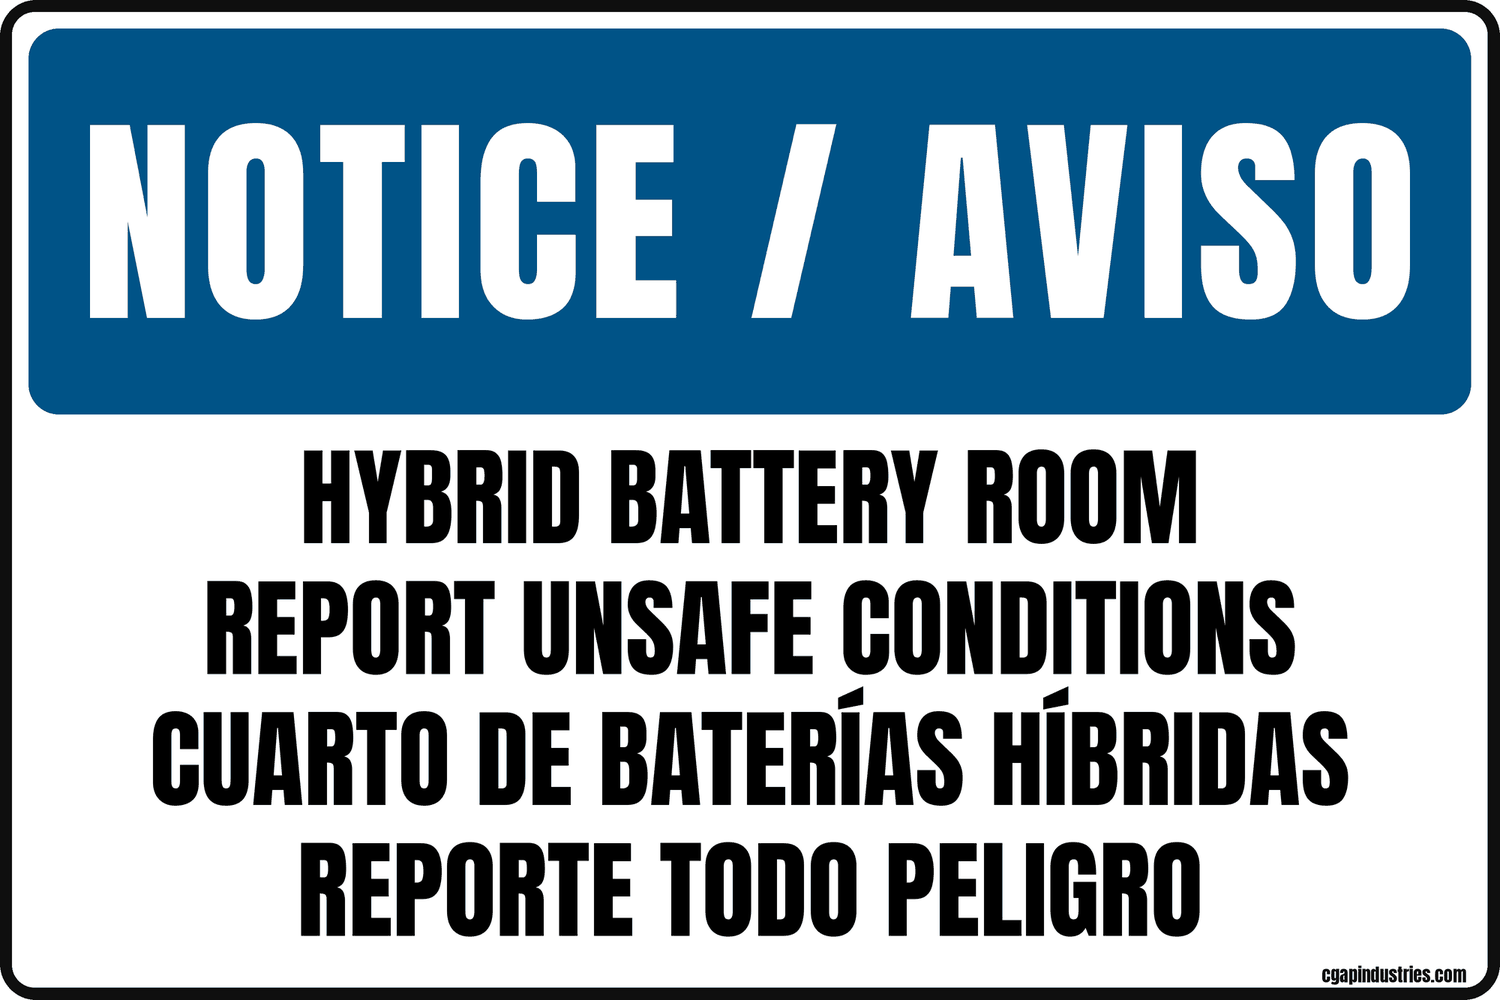 NOTICE / AVISO
HYBRID BATTERY ROOM
REPORT UNSAFE CONDITIONS
CUARTO DE BATERÍAS HÍBRIDAS
REPORTE TODO PELIGRO
cgapindustries.com